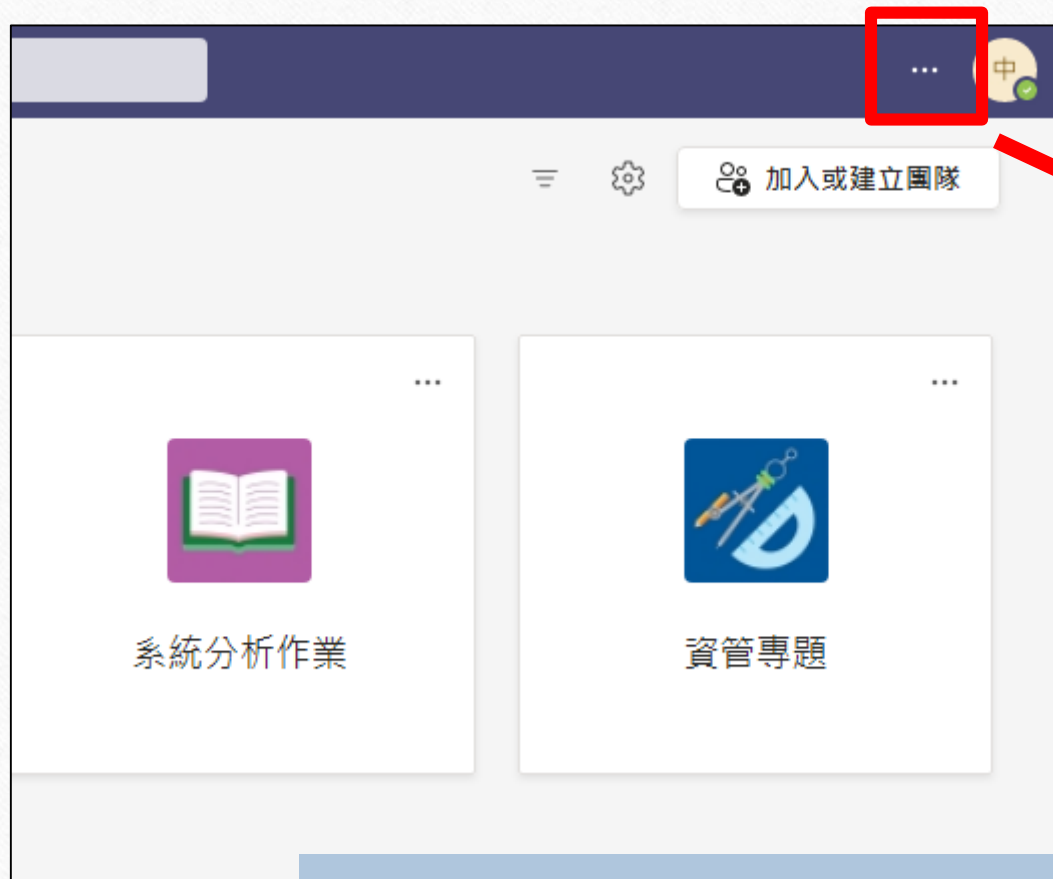 中
加入或建立團隊
系統分析作業
資管專題